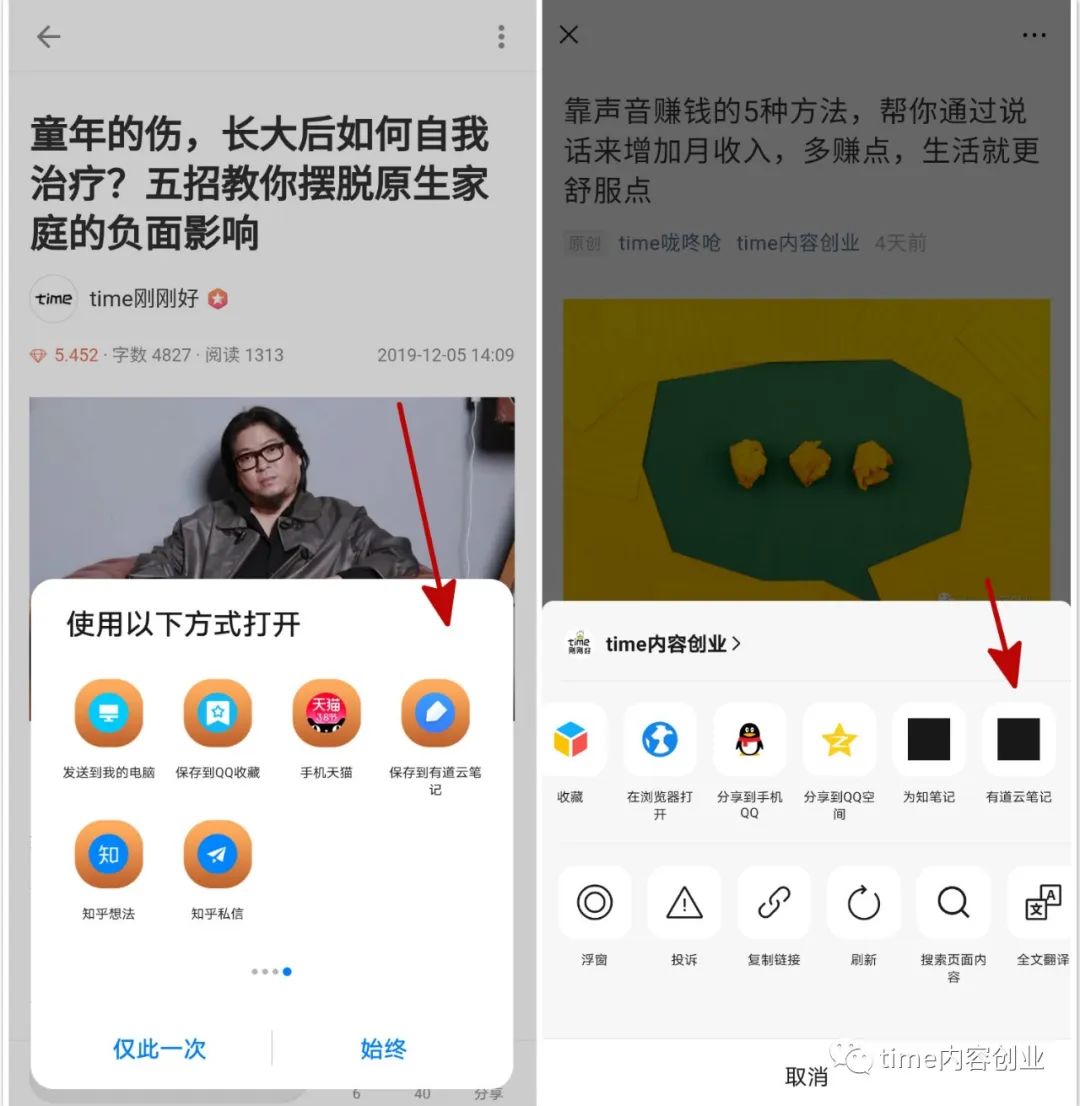 童年的伤，长大后如何自我
治疗？五招教你摆脱原生家
庭的负面影响
time time刚刚好
5.452 · 字数 4827 · 阅读 1313 2019-12-05 14:09
使用以下方式打开
天猫
3.8节
发送到我的电脑 保存到QQ收藏 手机天猫 保存到有道云笔
记
知
知乎想法 知乎私信
仅此一次 始终
6 40 分享
靠声音赚钱的5种方法，帮你通过说
话来增加月收入，多赚点，生活就更
舒服点
原创 time咙咚呛 time内容创业 4天前
time
刚刚好
time内容创业
收藏 在浏览器打 分享到手机 分享到QQ空 为知笔记 有道云笔记
开 QQ 间
文 A
浮窗 投诉 复制链接 刷新 搜索页面内 全文翻译
容
取消
time内容创业